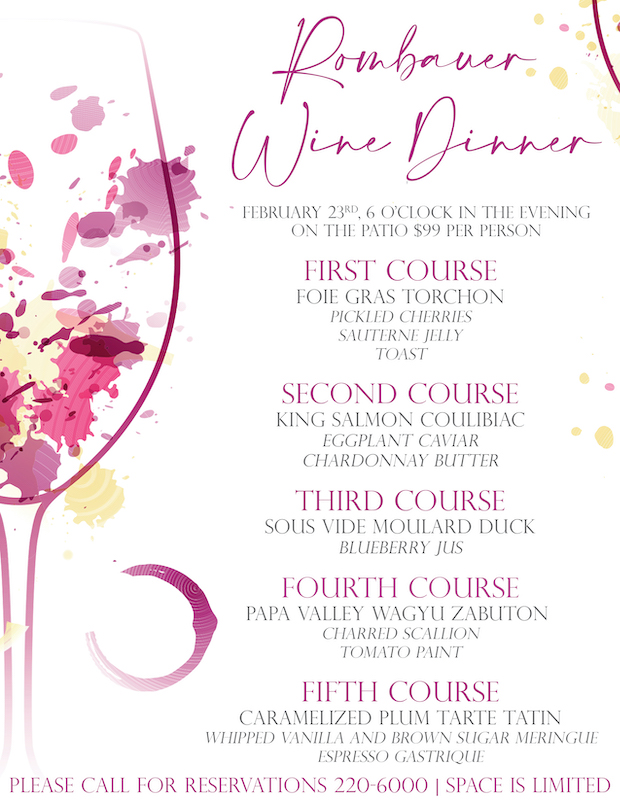 Rombauer
Wine Dinner
FEBRUARY 23RD, 6 O'CLOCK IN THE EVENING
ON THE PATIO $99 PER PERSON
FIRST COURSE
FOIE GRAS TORCHON
PICKLED CHERRIES
SAUTERNE JELLY
TOAST
SECOND COURSE
KING SALMON COULIBIAC
EGGPLANT CAVIAR
CHARDONNAY BUTTER
THIRD COURSE
SOUS VIDE MOULARD DUCK
BLUEBERRY JUS
FOURTH COURSE
PAPA VALLEY WAGYU ZABUTON
CHARRED SCALLION
TOMATO PAINT
FIFTH COURSE
CARAMELIZED PLUM TARTE TATIN
WHIPPED VANILLA AND BROWN SUGAR MERINGUE
ESPRESSO GASTRIQUE
PLEASE CALL FOR RESERVATIONS 220-6000 | SPACE IS LIMITED